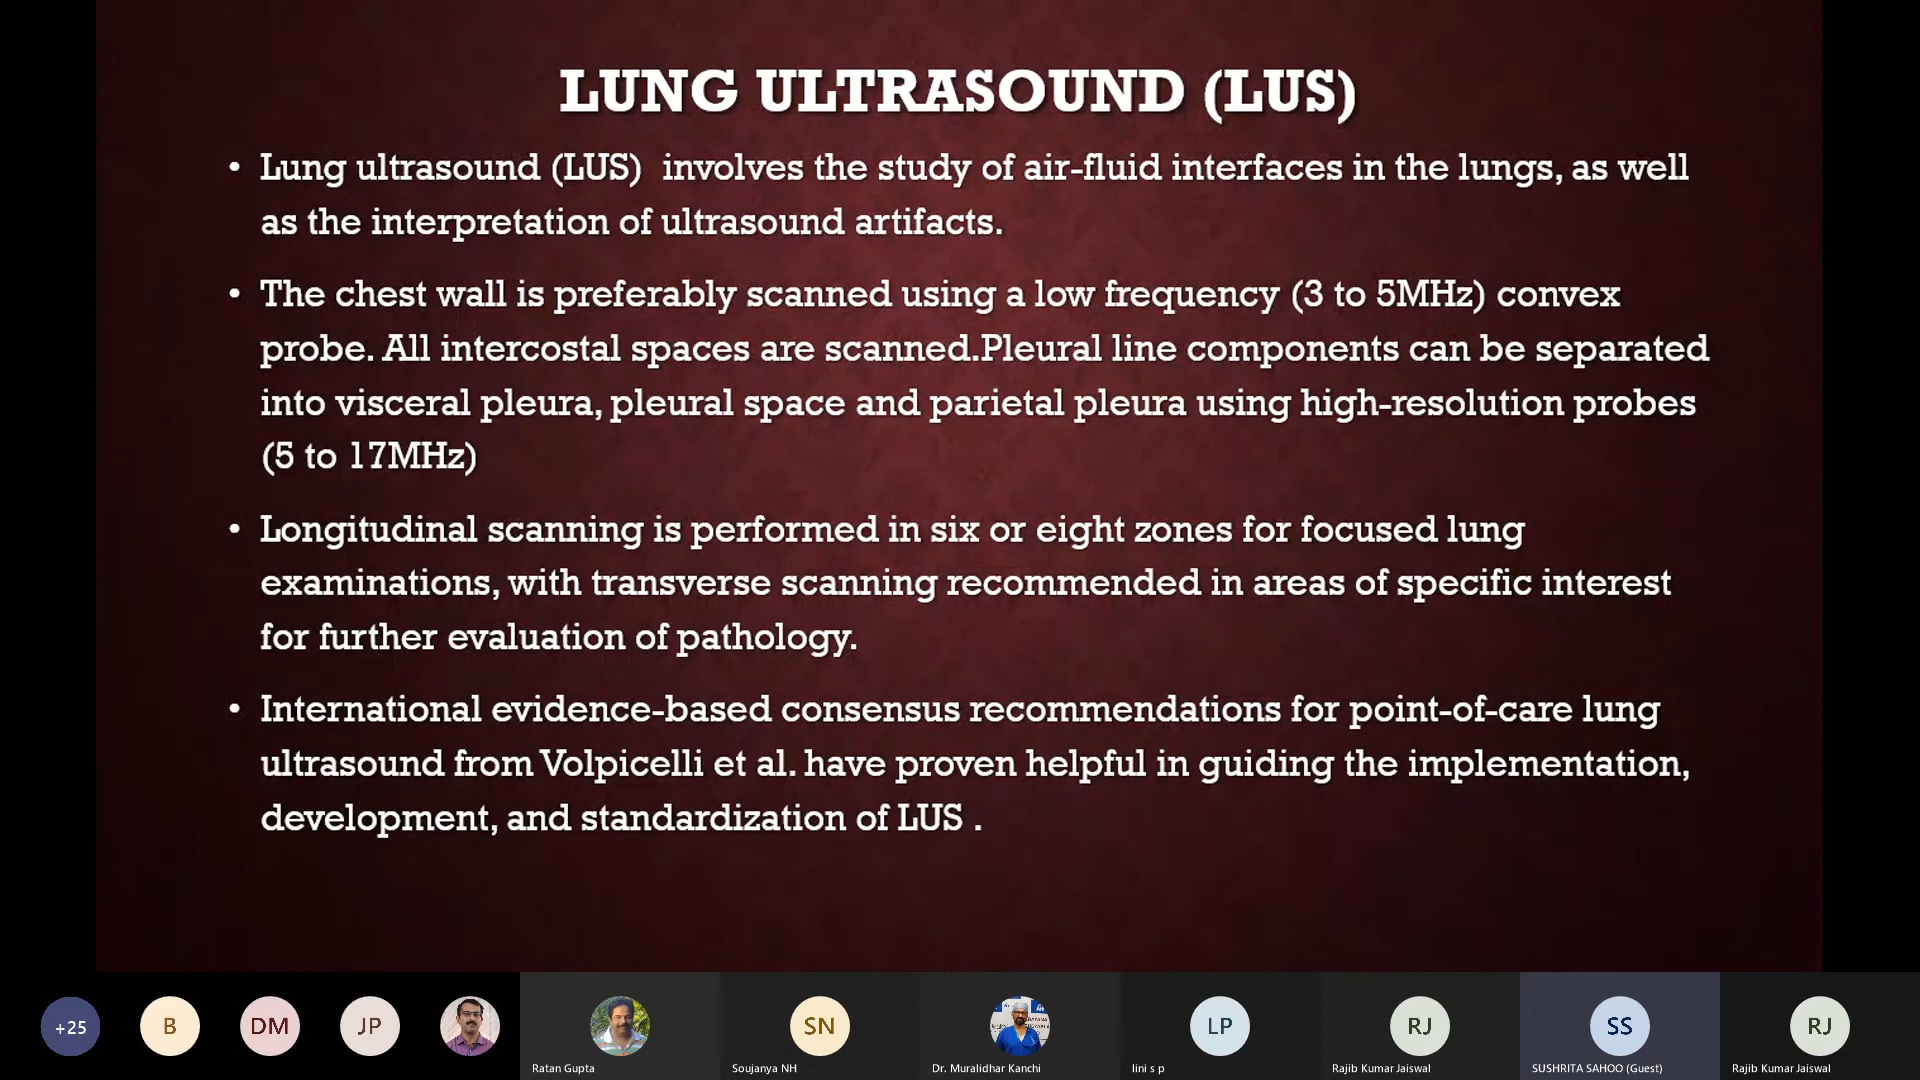 LUNG ULTRASOUND (LUS)
• Lung ultrasound (LUS) involves the study of air-fluid interfaces in the lungs, as well
as the interpretation of ultrasound artifacts.
• The chest wall is preferably scanned using a low frequency (3 to 5MHz) convex
probe. All intercostal spaces are scanned.Pleural line components can be separated
into visceral pleura, pleural space and parietal pleura using high-resolution probes
(5 to 17MHz)
• Longitudinal scanning is performed in six or eight zones for focused lung
examinations, with transverse scanning recommended in areas of specific interest
for further evaluation of pathology.
• International evidence-based consensus recommendations for point-of-care lung
ultrasound from Volpicelli et al. have proven helpful in guiding the implementation,
development, and standardization of LUS .
+25 B DM JP SN LP RJ SS RJ
Ratan Gupta Soujanya NH Dr. Muralidhar Kanchi lini s p Rajib Kumar Jaiswal SUSHRITA SAHOO (Guest) Rajib Kumar Jaiswal